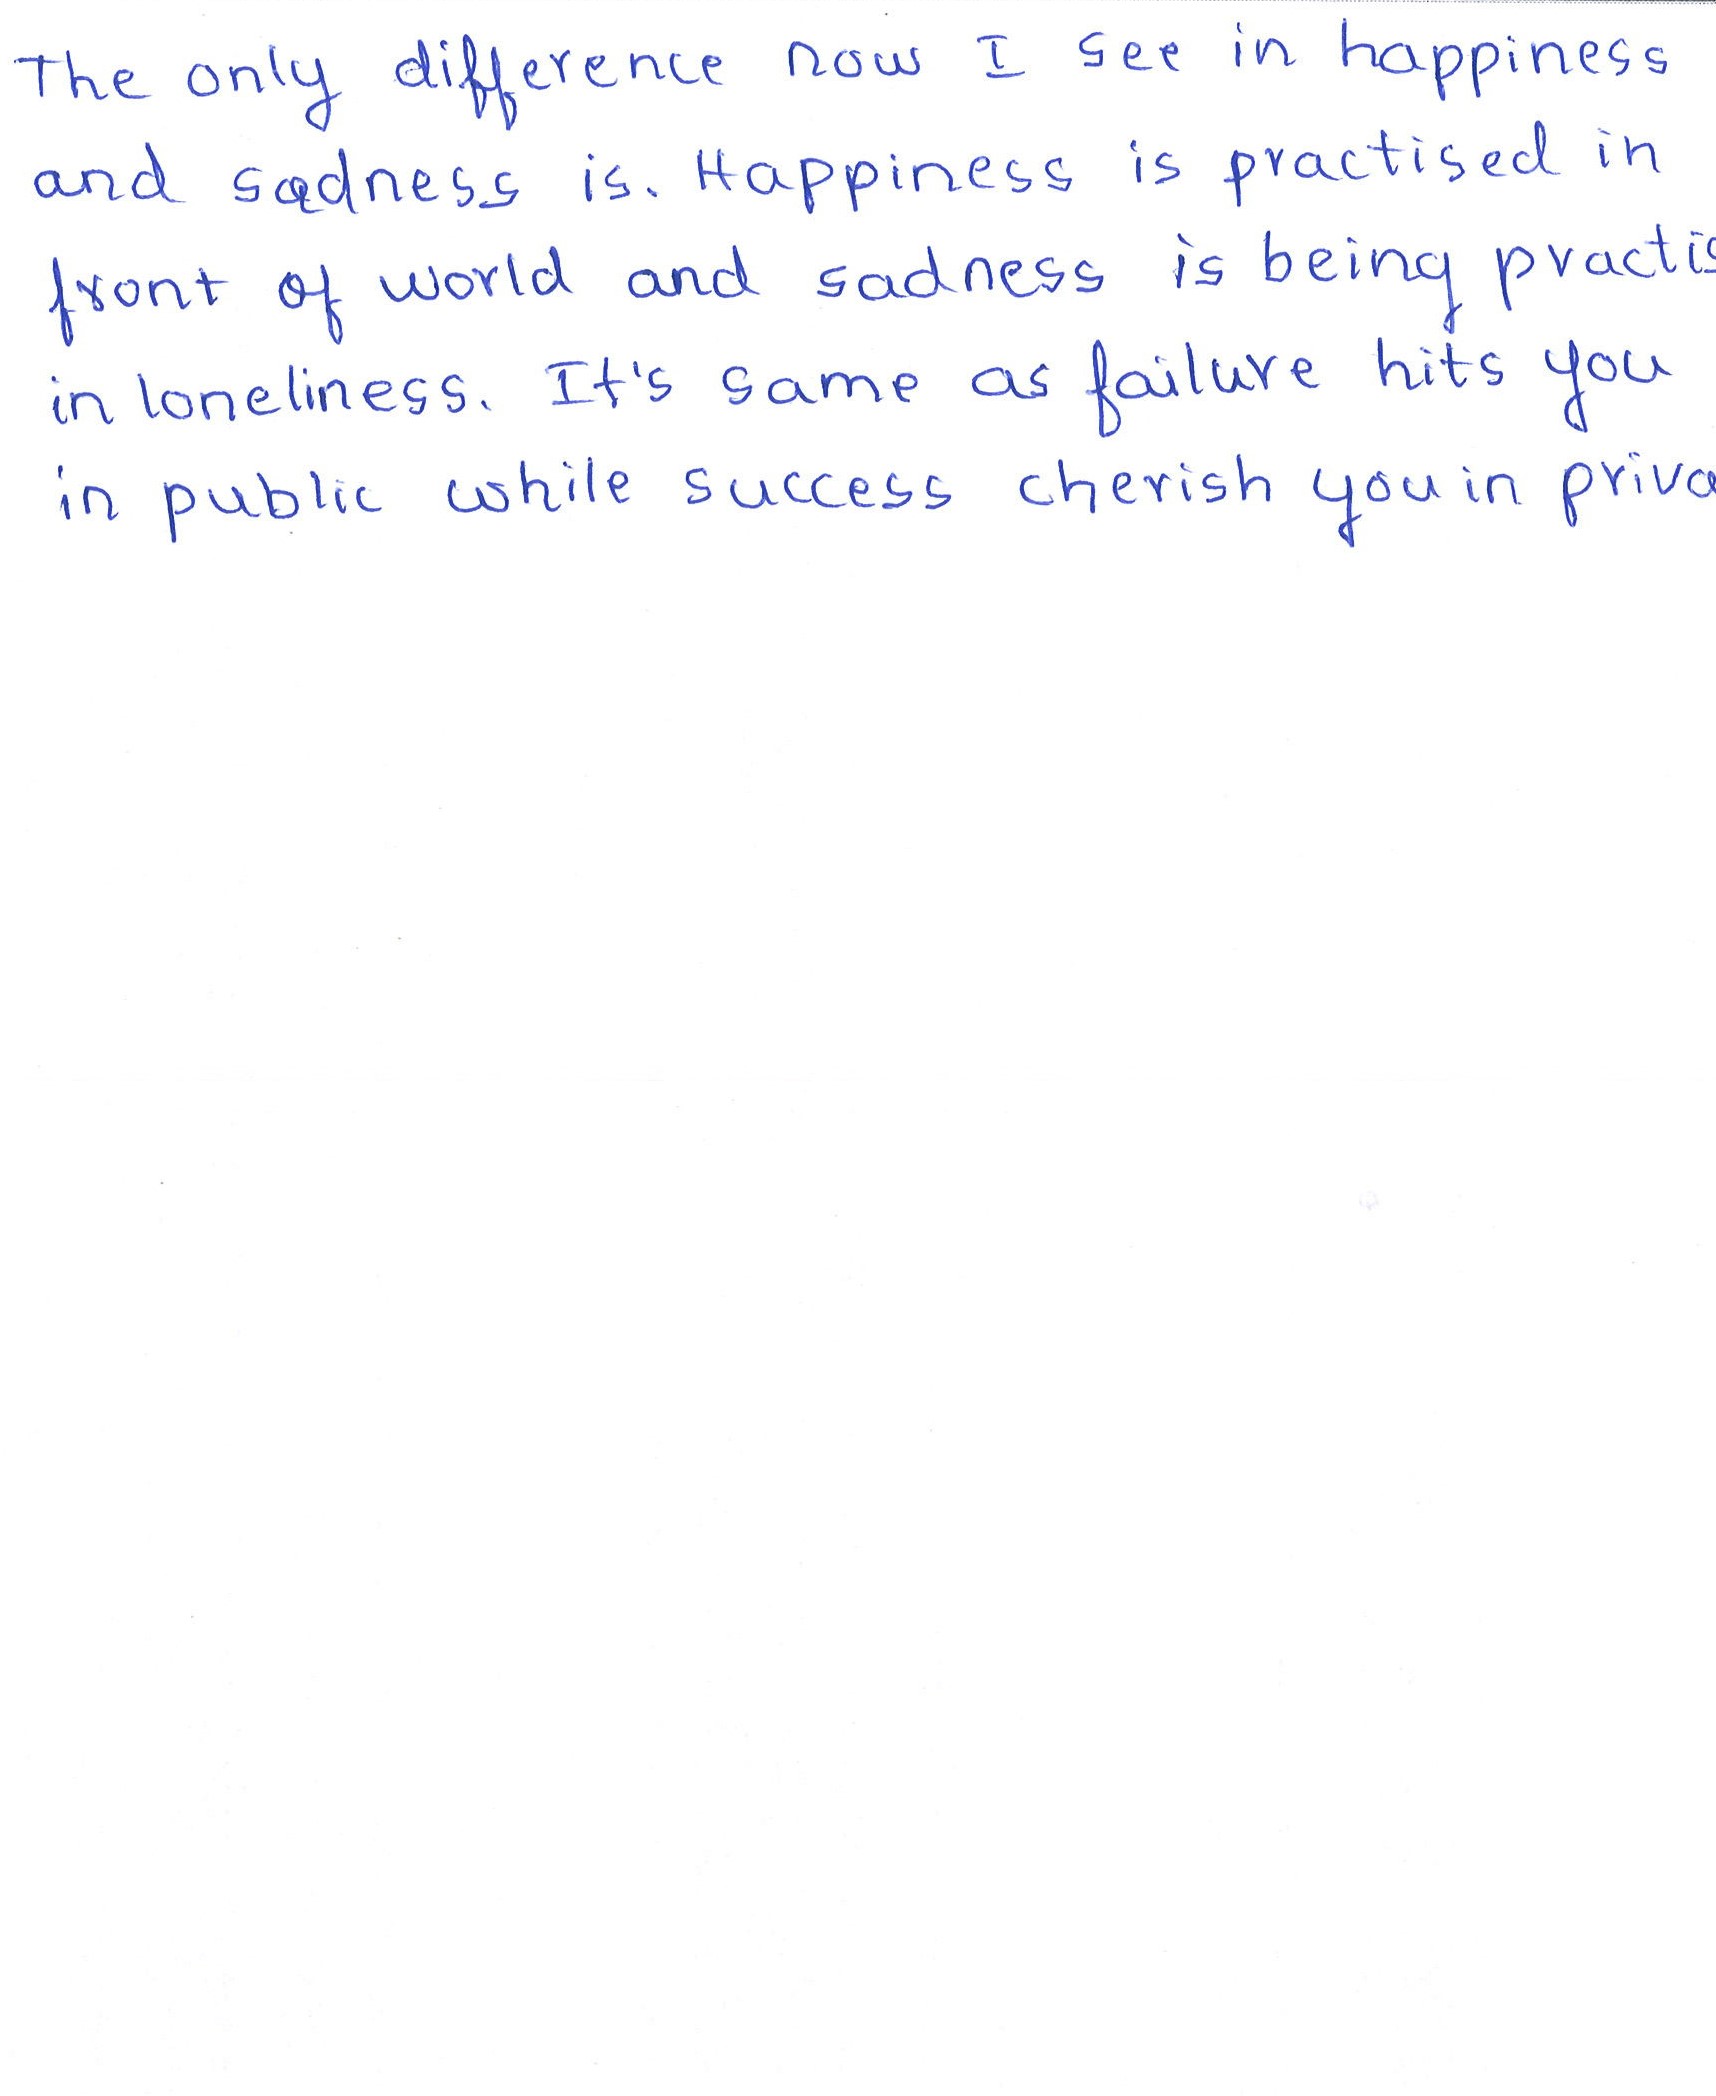 The only difference now I see in happiness
and sadness is. Happiness is practised in
front of world and sadness is being practis
in loneliness. It's same as failure hits you
in public while success cherish you in priva